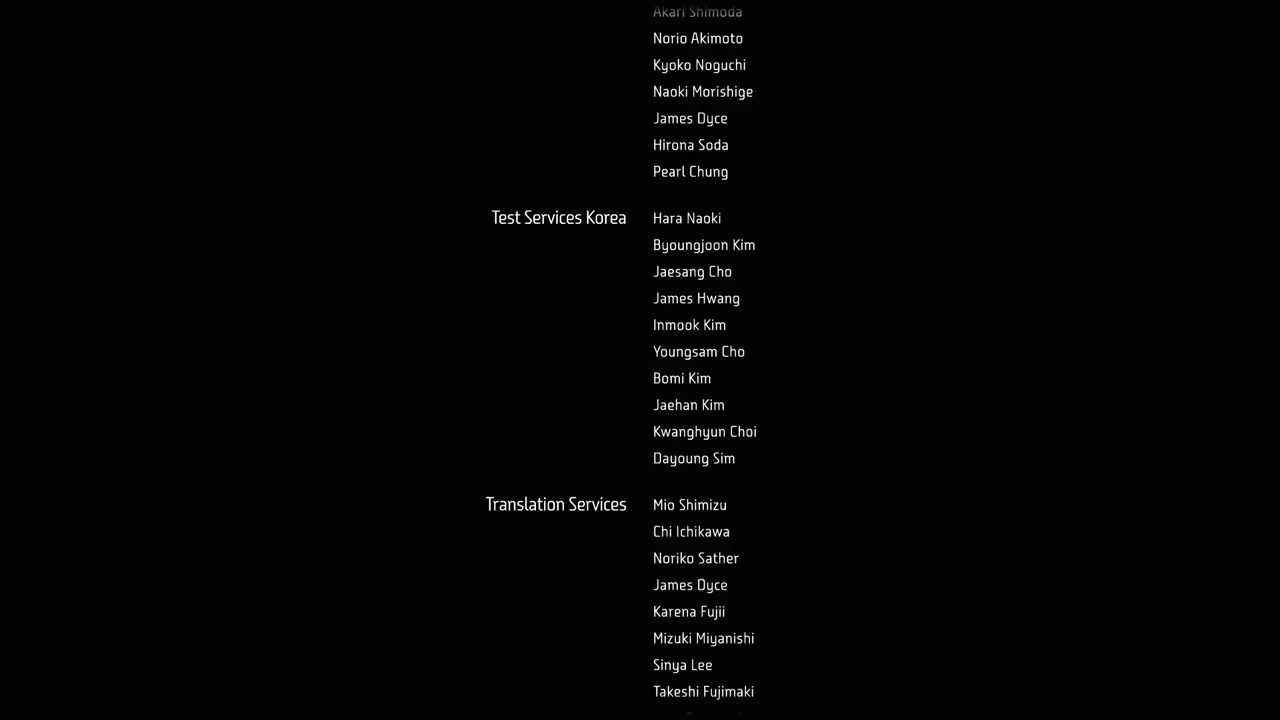 Akari Shimoda
Norio Akimoto
Kyoko Noguchi
Naoki Morishige
James Dyce
Hirona Soda
Pearl Chung
Test Services Korea Hara Naoki
Byoungjoon Kim
Jaesang Cho
James Hwang
Inmook Kim
Youngsam Cho
Bomi Kim
Jaehan Kim
Kwanghyun Choi
Dayoung Sim
Translation Services Mio Shimizu
Chi Ichikawa
Noriko Sather
James Dyce
Karena Fujii
Mizuki Miyanishi
Sinya Lee
Takeshi Fujimaki